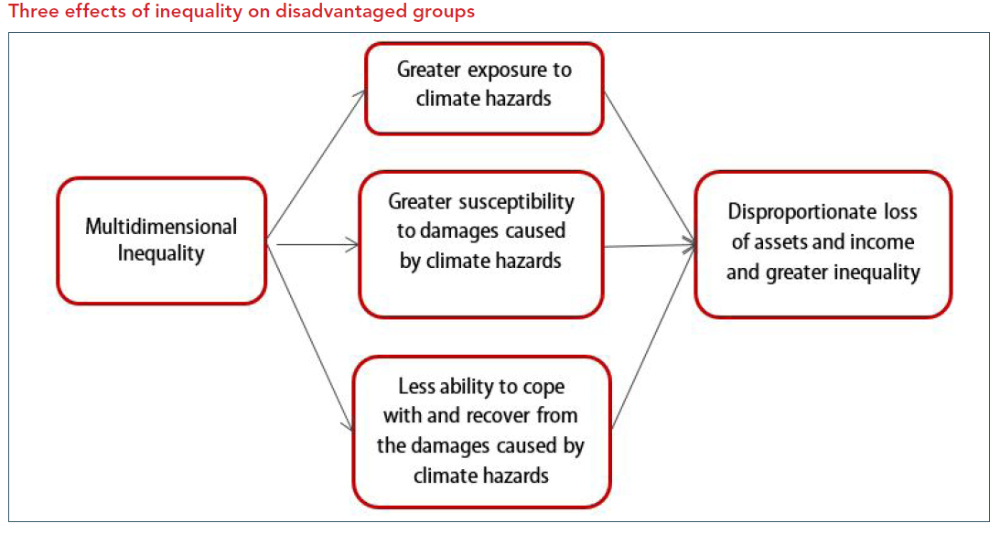 Three effects of inequality on disadvantaged groups
Greater exposure to
climate hazards
Multidimensional
Inequality
Greater susceptibility
to damages caused
by climate hazards
Less ability to cope
with and recover from
the damages caused by
climate hazards
Disproportionate loss
of assets and income
and greater inequality